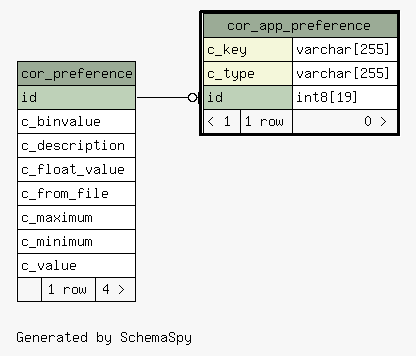 cor_app_preference
c_key varchar[255]
c_type varchar[255]
id int8[19]
< 1 1 row 0 >
cor_preference
id
c_binvalue
c_description
c_float_value
c_from_file
c_maximum
c_minimum
c_value
1 row 4 >
Generated by SchemaSpy